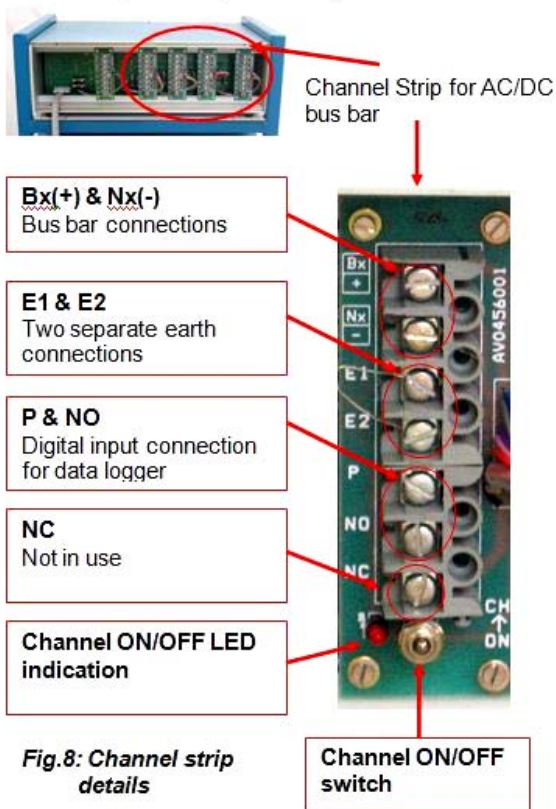 Channel Strip for AC/DC
bus bar
Bx(+) & Nx(-)
Bus bar connections
E1 & E2
Two separate earth
connections
P & NO
Digital input connection
for data logger
NC
Not in use
Channel ON/OFF LED
indication
Fig.8: Channel strip
details
Channel ON/OFF
switch
Bx
+
Nx
-
E1
E2
P
NO
NC
AV0456001
CH
↑
ON